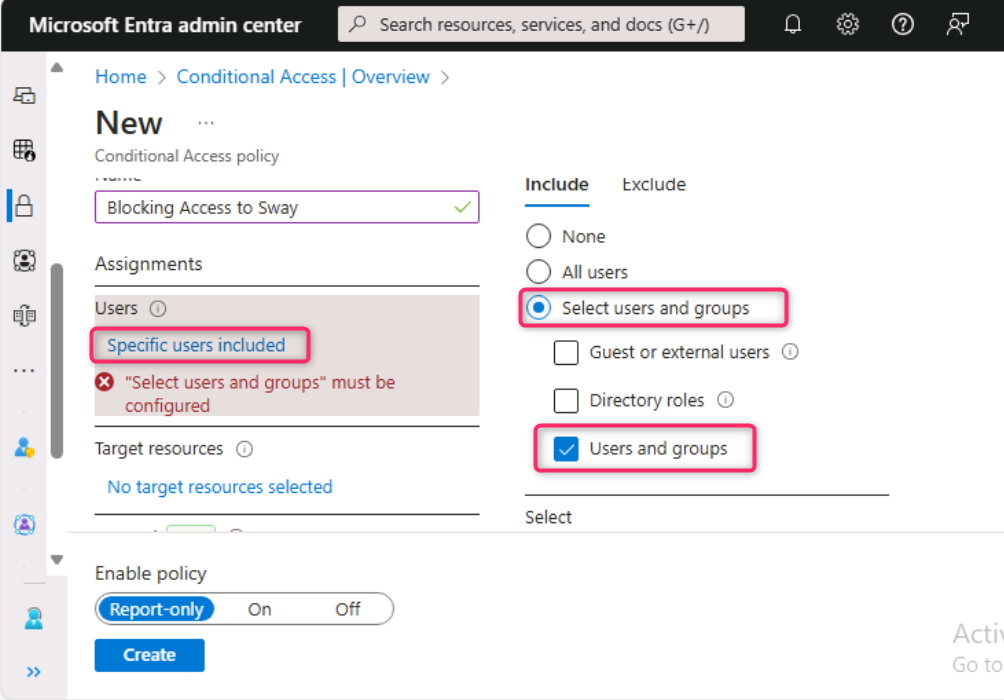 Microsoft Entra admin center
Search resources, services, and docs (G+/)
Home > Conditional Access | Overview >
New ...
Conditional Access policy
Name
Blocking Access to Sway
Assignments
Users
Specific users included
"Select users and groups" must be
configured
Target resources
No target resources selected
Include Exclude
None
All users
Select users and groups
Guest or external users
Directory roles
Users and groups
Select
Enable policy
Report-only On Off
Create
Go to